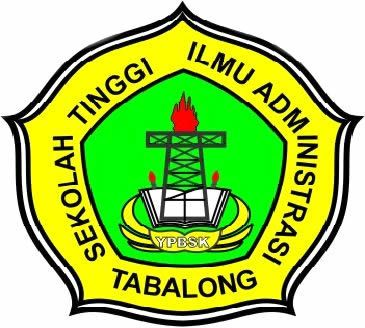 SEKOLAH TINGGI ILMU ADMINISTRASI
TABALONG
YPBSK